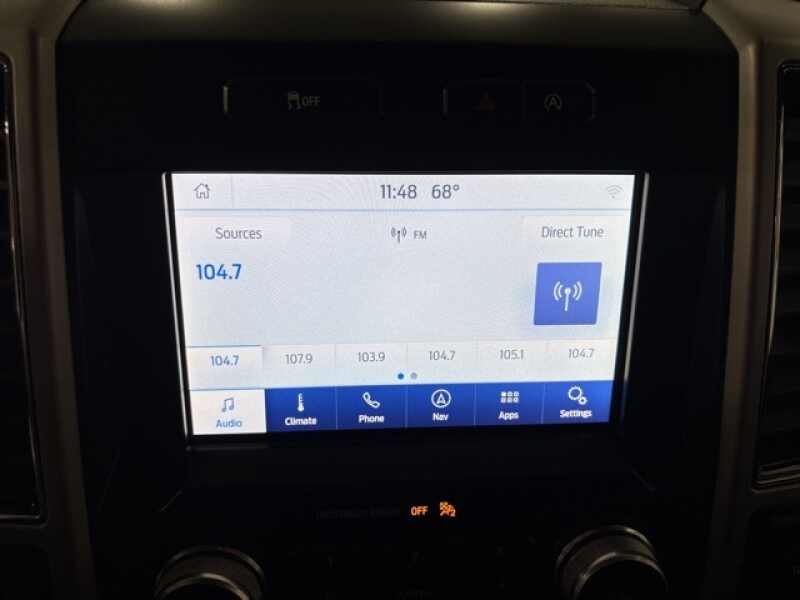 OFF
11:48 68°
Sources FM Direct Tune
104.7
104.7 107.9 103.9 104.7 105.1 104.7
Audio Climate Phone Nav Apps Settings
OFF